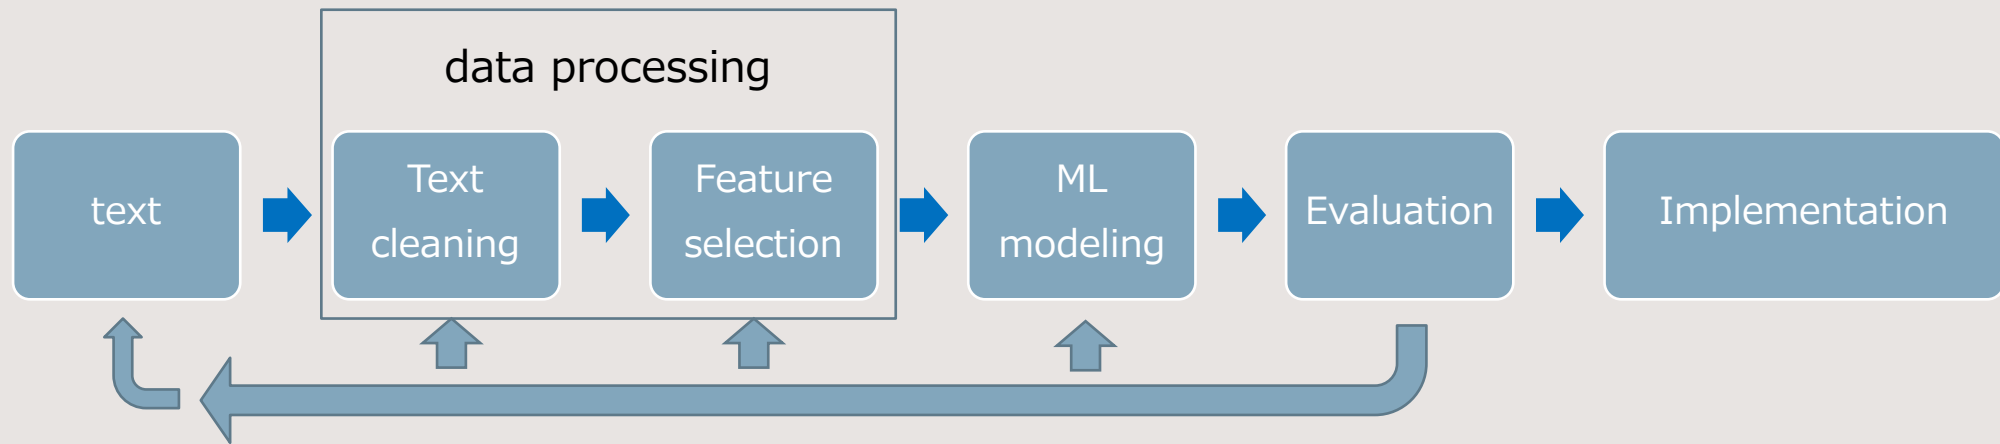 data processing
text
Text
cleaning
Feature
selection
ML
modeling
Evaluation
Implementation